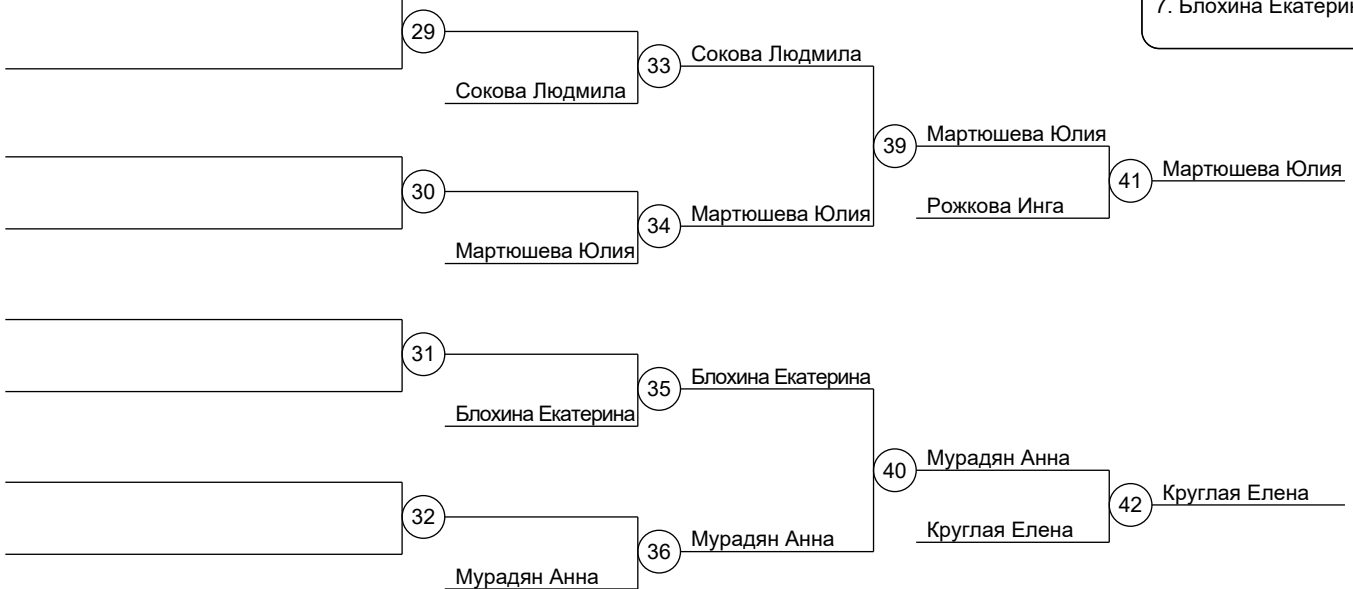 7. Блохина
29
33
Сокова Людмила
Сокова Людмила
39
Мартюшева Юлия
41
Мартюшева Юлия
30
34
Мартюшева Юлия
Рожкова Инга
Мартюшева Юлия
31
35
Блохина Екатерина
Блохина Екатерина
40
Мурадян Анна
42
Круглая Елена
32
36
Мурадян Анна
Круглая Елена
Мурадян Анна